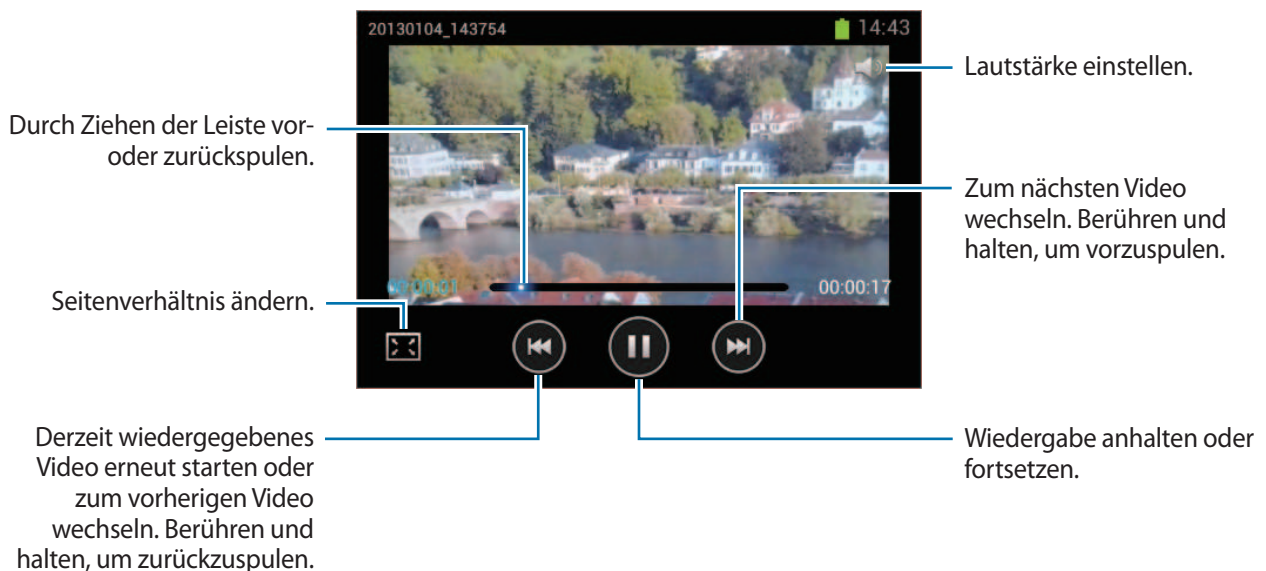 20130104_143754
14:43
Lautstärke einstellen.
Durch Ziehen der Leiste vor-
oder zurückspulen.
Zum nächsten Video
wechseln. Berühren und
halten, um vorzuspulen.
00:00:01
00:00:17
Seitenverhältnis ändern.
Derzeit wiedergegebenes
Video erneut starten oder
zum vorherigen Video
wechseln. Berühren und
halten, um zurückzuspulen.
Wiedergabe anhalten oder
fortsetzen.